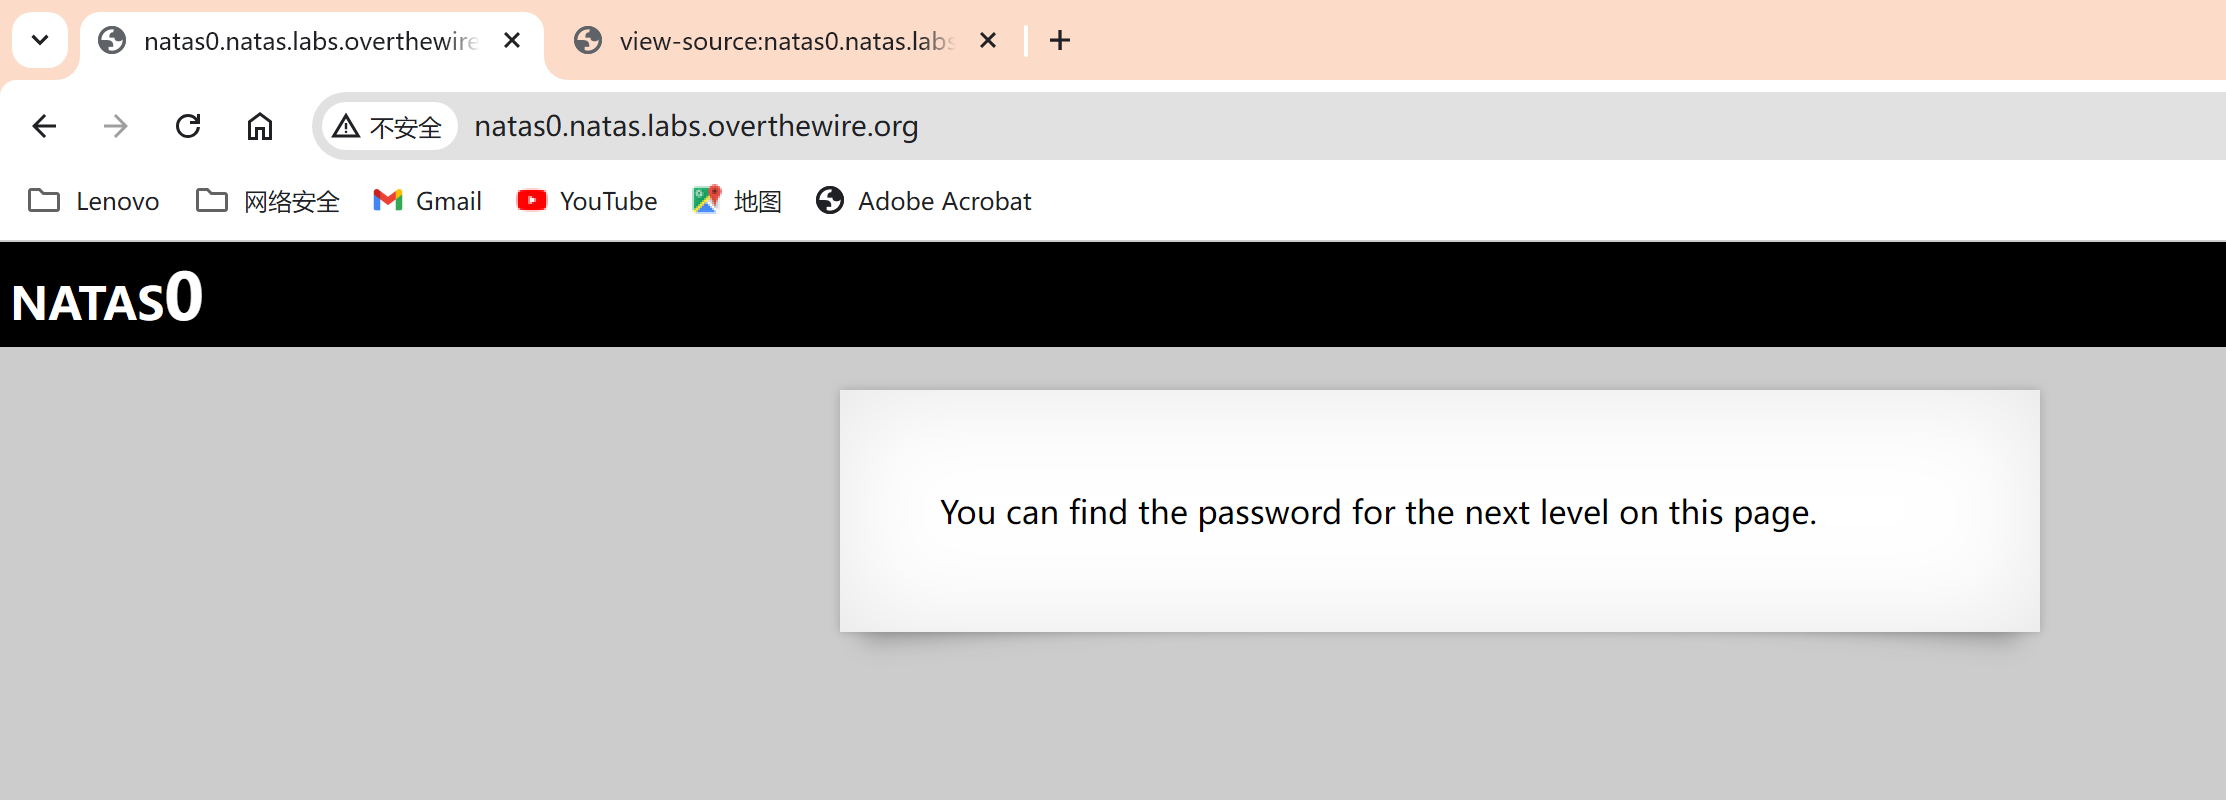 natas0.natas.labs.overthewire
view-source:natas0.natas.labs
不安全 natas0.natas.labs.overthewire.org
Lenovo 网络安全 Gmail YouTube 地图 Adobe Acrobat
NATAS0
You can find the password for the next level on this page.